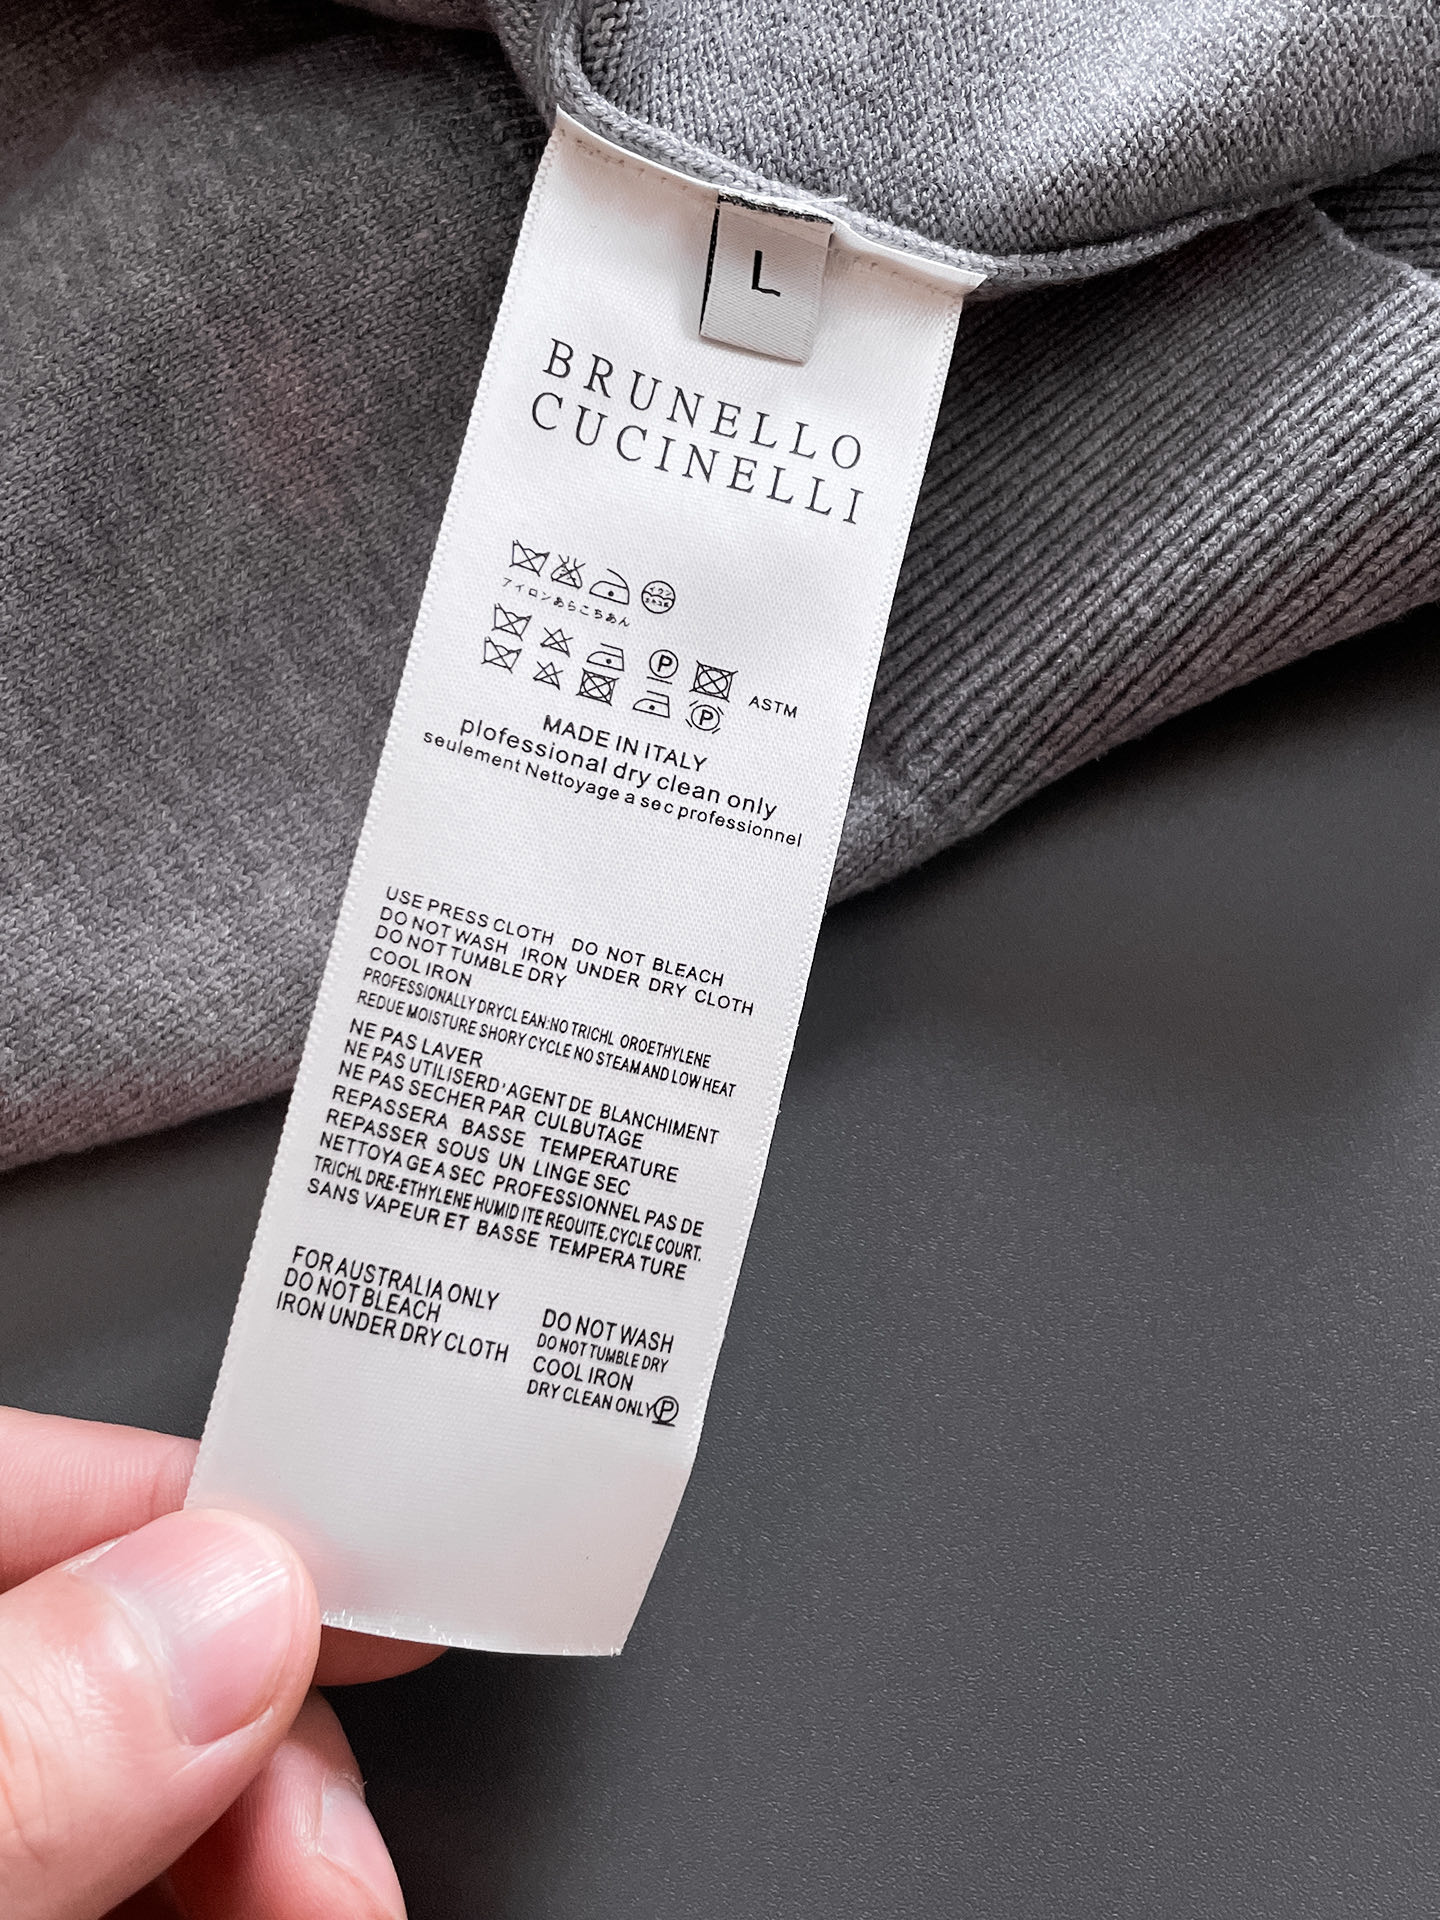 L
BRUNELLO
CUCINELLI
アイロンあらこちあん
P
ASTM
P
MADE IN ITALY
plofessional dry clean only
seulement Nettoyage a sec professionnel
USE PRESS CLOTH DO NOT BLEACH
DO NOT WASH IRON UNDER DRY CLOTH
DO NOT TUMBLE DRY
COOL IRON
PROFESSIONALLY DRYCLEAN:NO TRICHL OROETHYLENE
REDUE MOISTURE SHORY CYCLE NO STEAM AND LOW HEAT
NE PAS LAVER
NE PAS UTILISERD'AGENT DE BLANCHIMENT
NE PAS SECHER PAR CULBUTAGE
REPASSERA BASSE TEMPERATURE
REPASSER SOUS UN LINGE SEC
NETTOYAGE A SEC PROFESSIONNEL PAS DE
TRICHL DRE-ETHYLENE HUMID ITE REQUITE.CYCLE COURT.
SANS VAPEUR ET BASSE TEMPERATURE
FOR AUSTRALIA ONLY
DO NOT BLEACH
IRON UNDER DRY CLOTH
DO NOT WASH
DO NOT TUMBLE DRY
COOL IRON
DRY CLEAN ONLY P